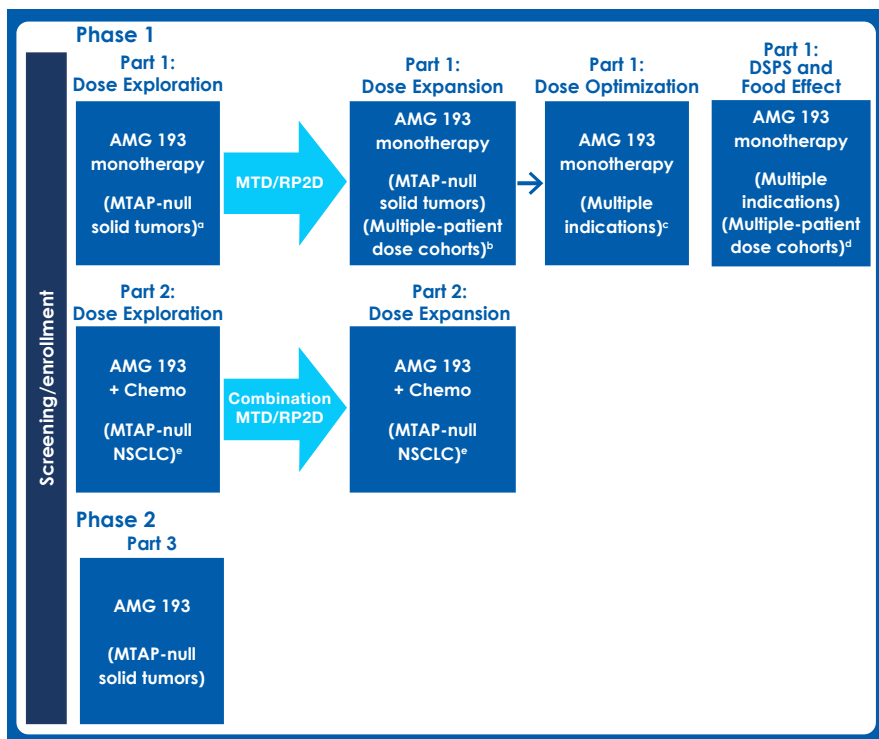 Phase 1
Screening/enrollment
Part 1:
Dose Exploration
AMG 193
monotherapy
(MTAP-null
solid tumors)ᵃ
MTD/RP2D
Part 1:
Dose Expansion
AMG 193
monotherapy
(MTAP-null
solid tumors)
(Multiple-patient
dose cohorts)ᵇ
Part 1:
Dose Optimization
AMG 193
monotherapy
(Multiple
indications)ᶜ
Part 1:
DSPS and
Food Effect
AMG 193
monotherapy
(Multiple
indications)
(Multiple-patient
dose cohorts)ᵈ
Part 2:
Dose Exploration
AMG 193
+ Chemo
(MTAP-null
NSCLC)ᵉ
Combination
MTD/RP2D
Part 2:
Dose Expansion
AMG 193
+ Chemo
(MTAP-null
NSCLC)ᵉ
Phase 2
Part 3
AMG 193
(MTAP-null
solid tumors)